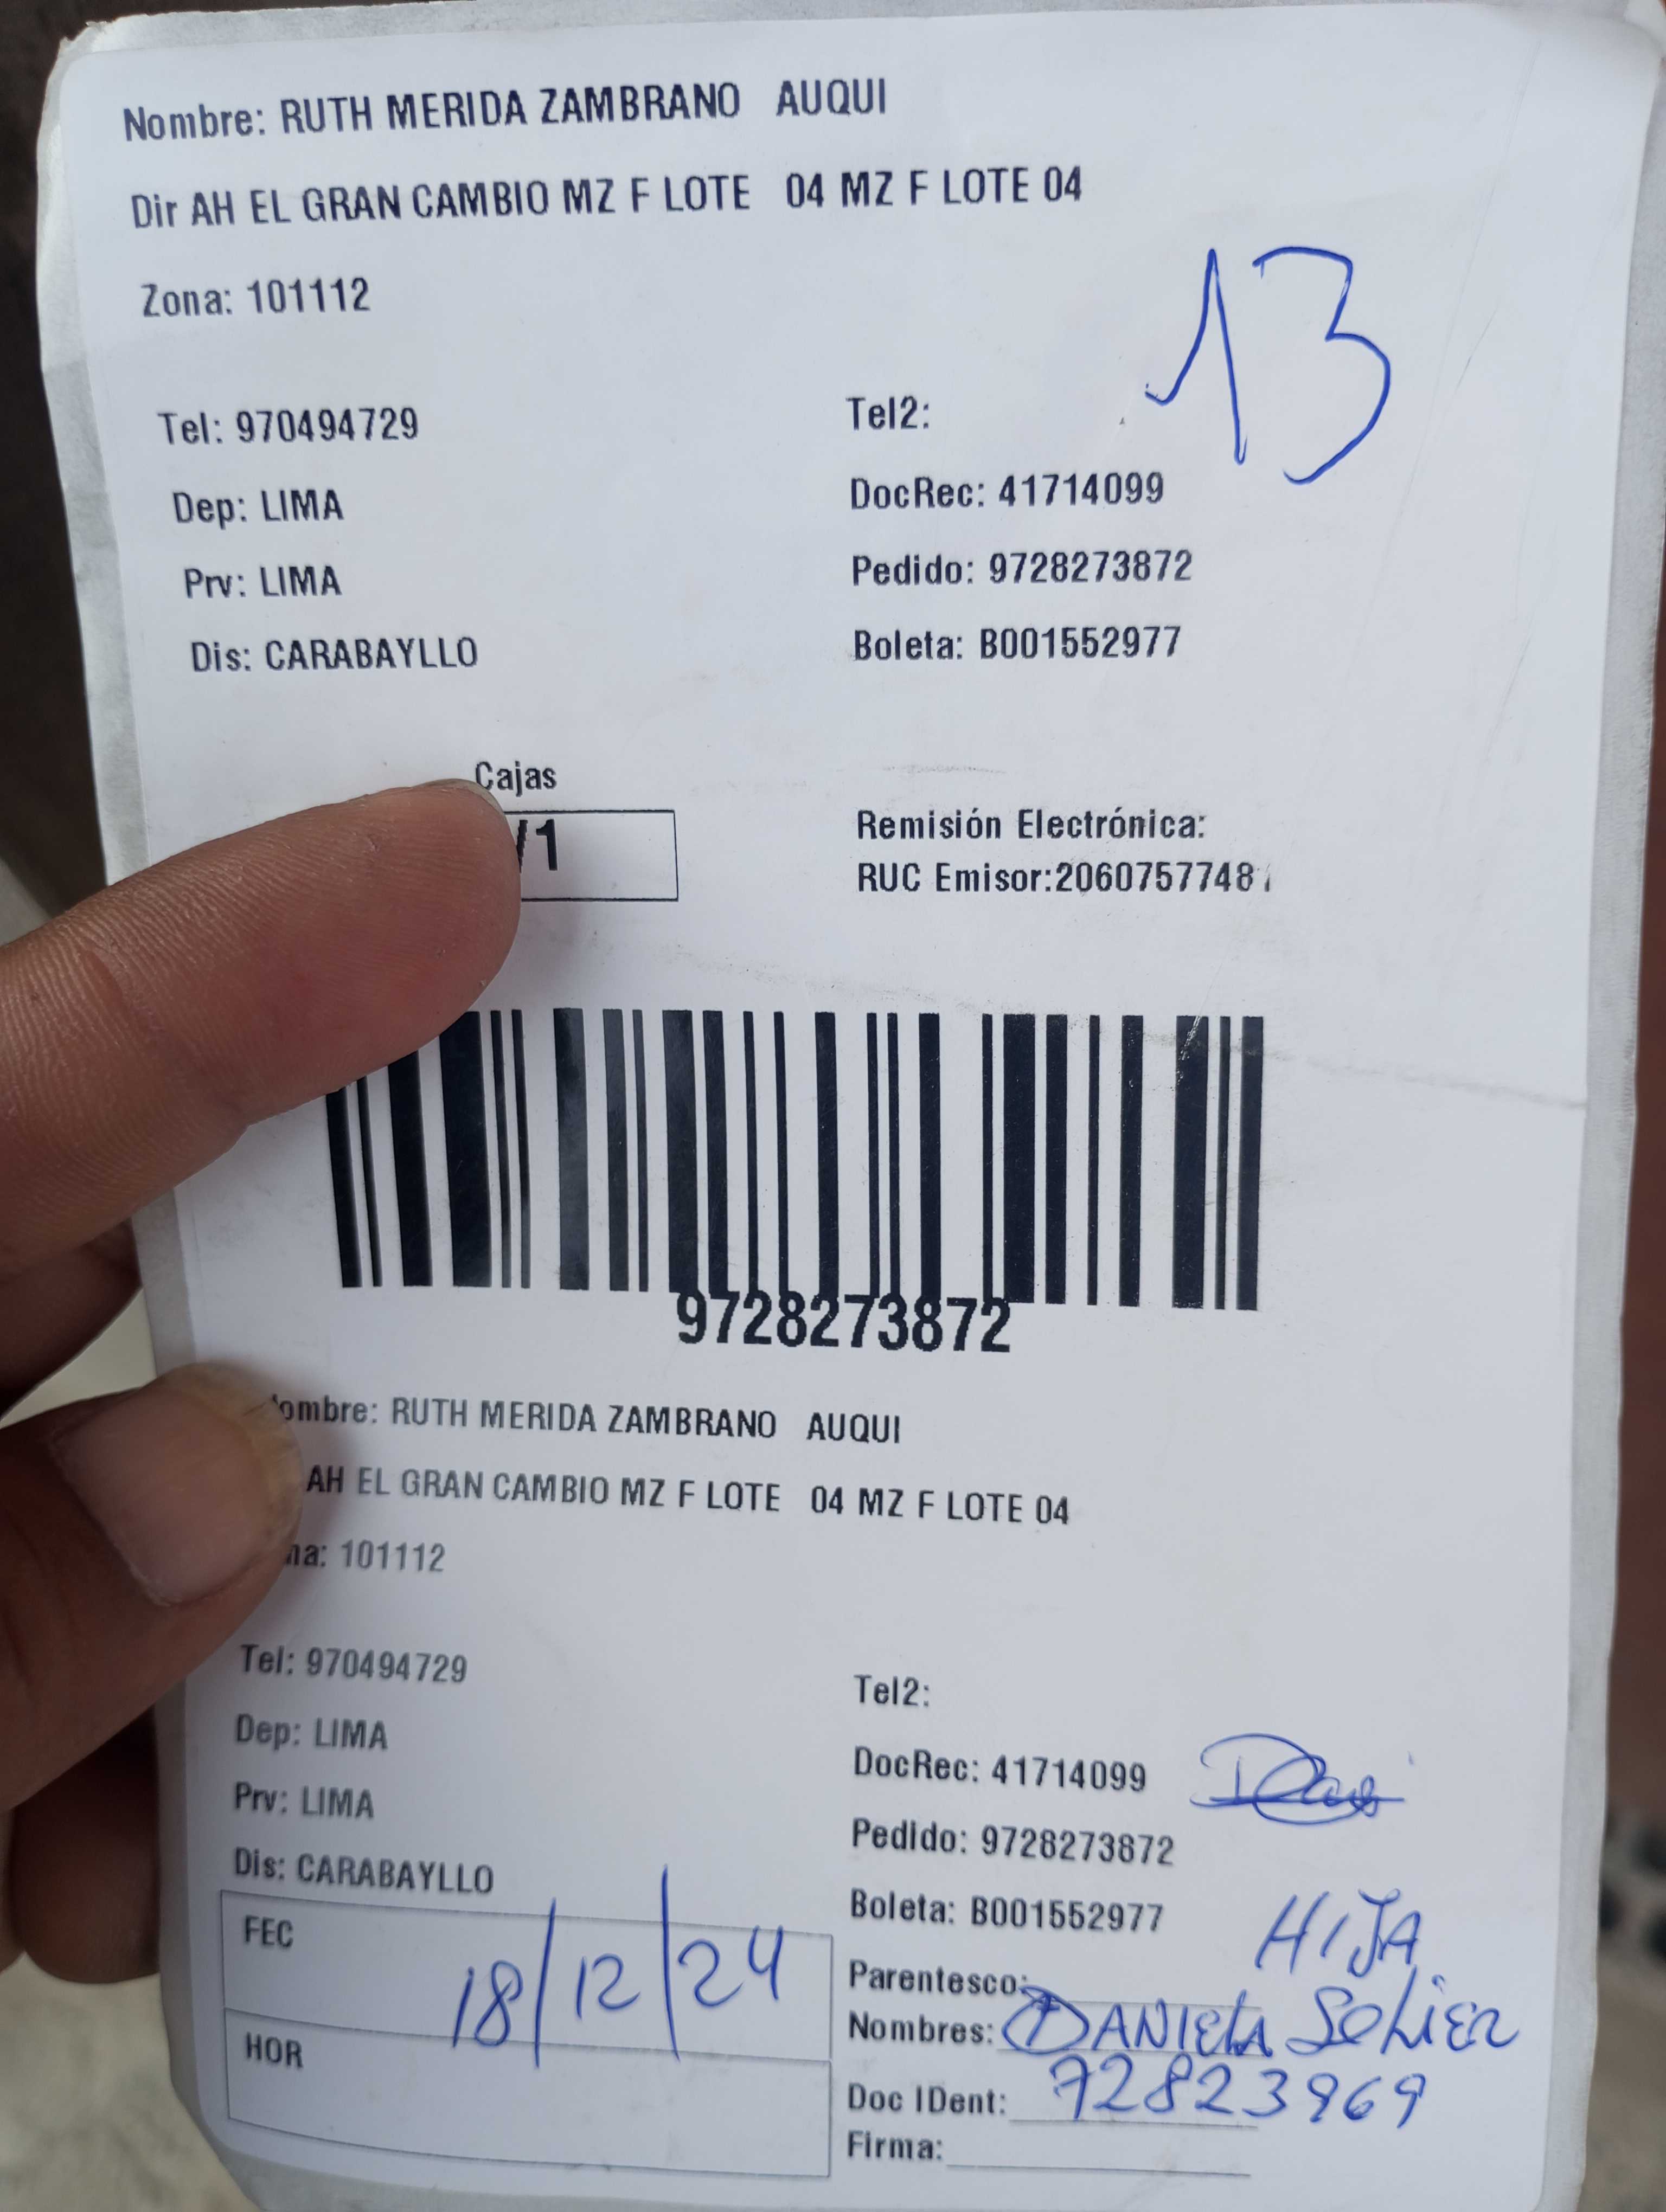 Nombre: RUTH MERIDA ZAMBRANO AUQUI
Dir AH EL GRAN CAMBIO MZ F LOTE 04 MZ F LOTE 04
Zona: 101112
13
Tel: 970494729
Tel2:
Dep: LIMA
DocRec: 41714099
Prv: LIMA
Pedido: 9728273872
Dis: CARABAYLLO
Boleta: B001552977
Cajas
/1
Remisión Electrónica:
RUC Emisor:2060757748
9728273872
ombre: RUTH MERIDA ZAMBRANO AUQUI
AH EL GRAN CAMBIO MZ F LOTE 04 MZ F LOTE 04
na: 101112
Tel: 970494729
Tel2:
Dep: LIMA
DocRec: 41714099
Prv: LIMA
Pedido: 9728273872
Dis: CARABAYLLO
Boleta: B001552977
FEC 18/12/24
HOR
Parentesco: HIJA
Nombres: DANIELA SOLIER
Doc IDent: 72823969
Firma: